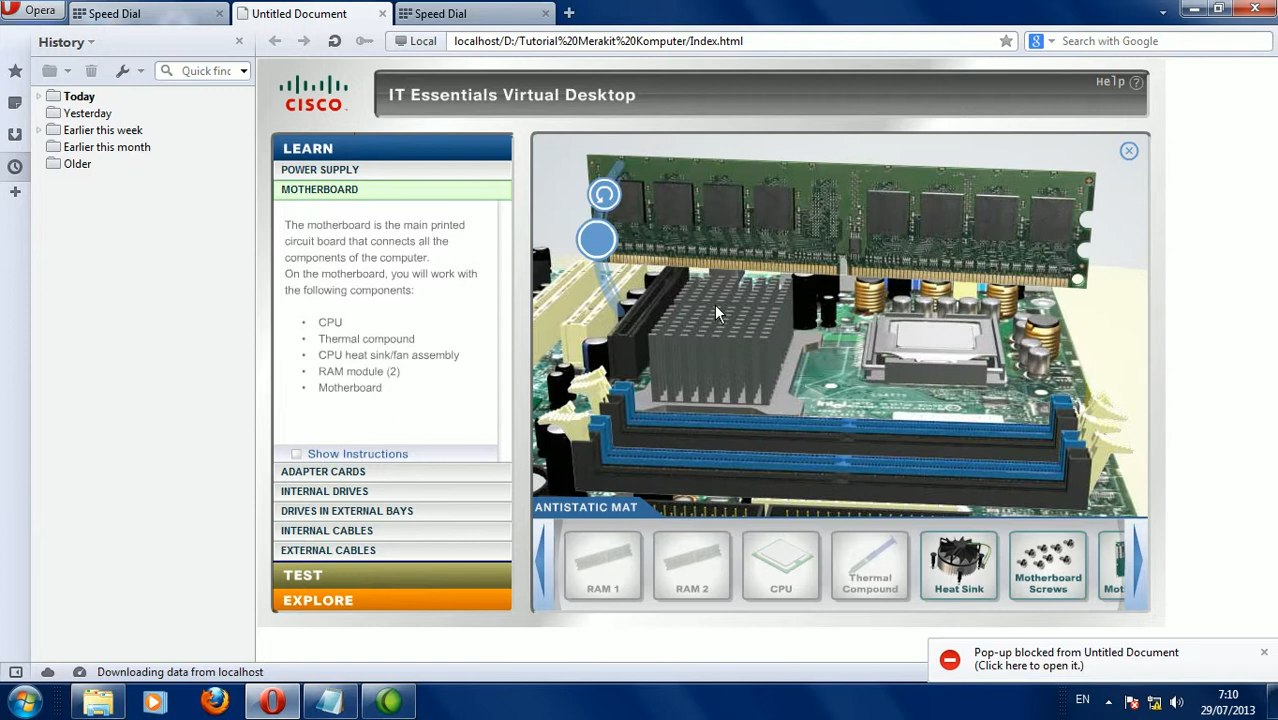 Opera
Speed Dial
Untitled Document
Speed Dial
History
Local
localhost/D:/Tutorial%20Merakit%20Komputer/Index.html
Search with Google
Quick finc
Today
Yesterday
Earlier this week
Earlier this month
Older
CISCO
IT Essentials Virtual Desktop
Help ?
LEARN
POWER SUPPLY
MOTHERBOARD
The motherboard is the main printed
circuit board that connects all the
components of the computer.
On the motherboard, you will work with
the following components:
• CPU
• Thermal compound
• CPU heat sink/fan assembly
• RAM module (2)
• Motherboard
Show Instructions
ADAPTER CARDS
INTERNAL DRIVES
DRIVES IN EXTERNAL BAYS
INTERNAL CABLES
EXTERNAL CABLES
TEST
EXPLORE
ANTISTATIC MAT
RAM 1
RAM 2
CPU
Thermal
Compound
Heat Sink
Motherboard
Screws
Mot
Pop-up blocked from Untitled Document
(Click here to open it.)
Downloading data from localhost
EN
7:10
29/07/2013